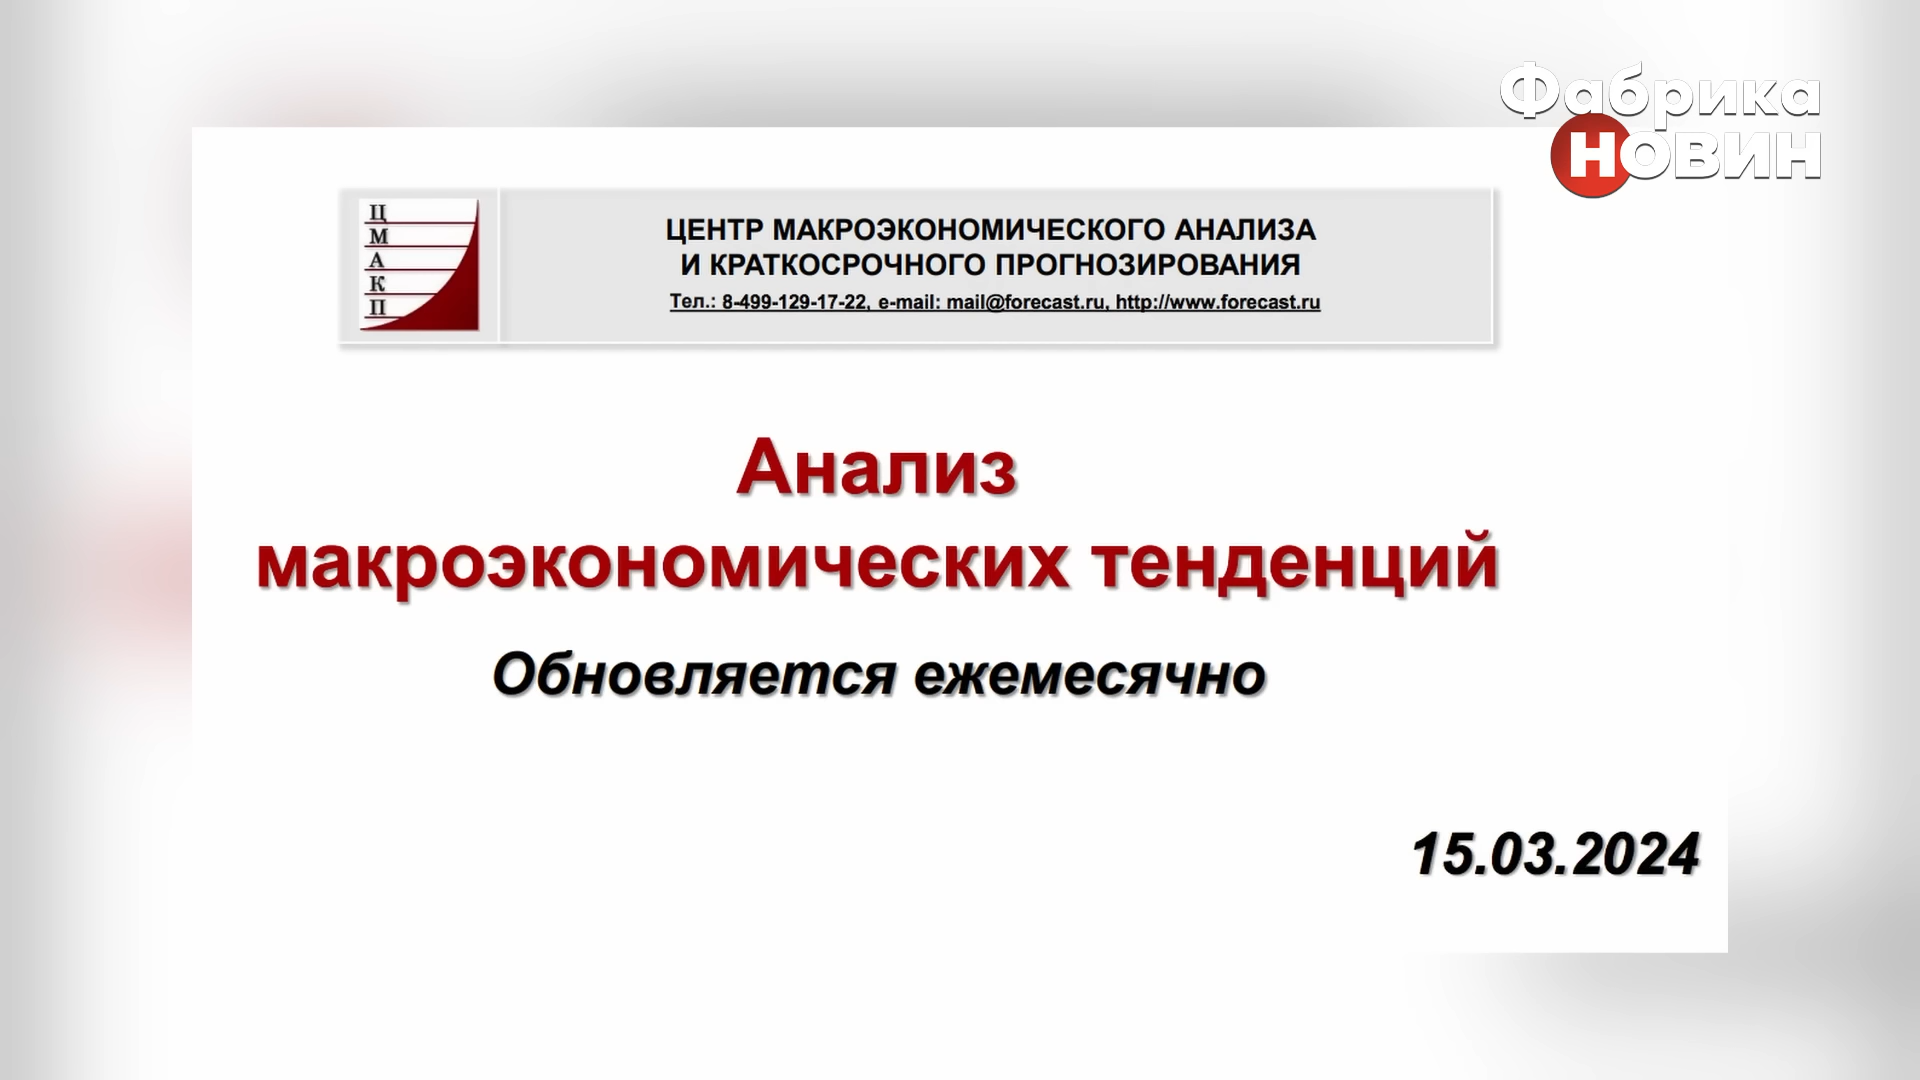 Фабрика
новин
Ц
М
А
К
П
ЦЕНТР МАКРОЭКОНОМИЧЕСКОГО АНАЛИЗА
И КРАТКОСРОЧНОГО ПРОГНОЗИРОВАНИЯ
Тел.: 8-499-129-17-22, e-mail: mail@forecast.ru, http://www.forecast.ru
Анализ
макроэкономических тенденций
Обновляется ежемесячно
15.03.2024